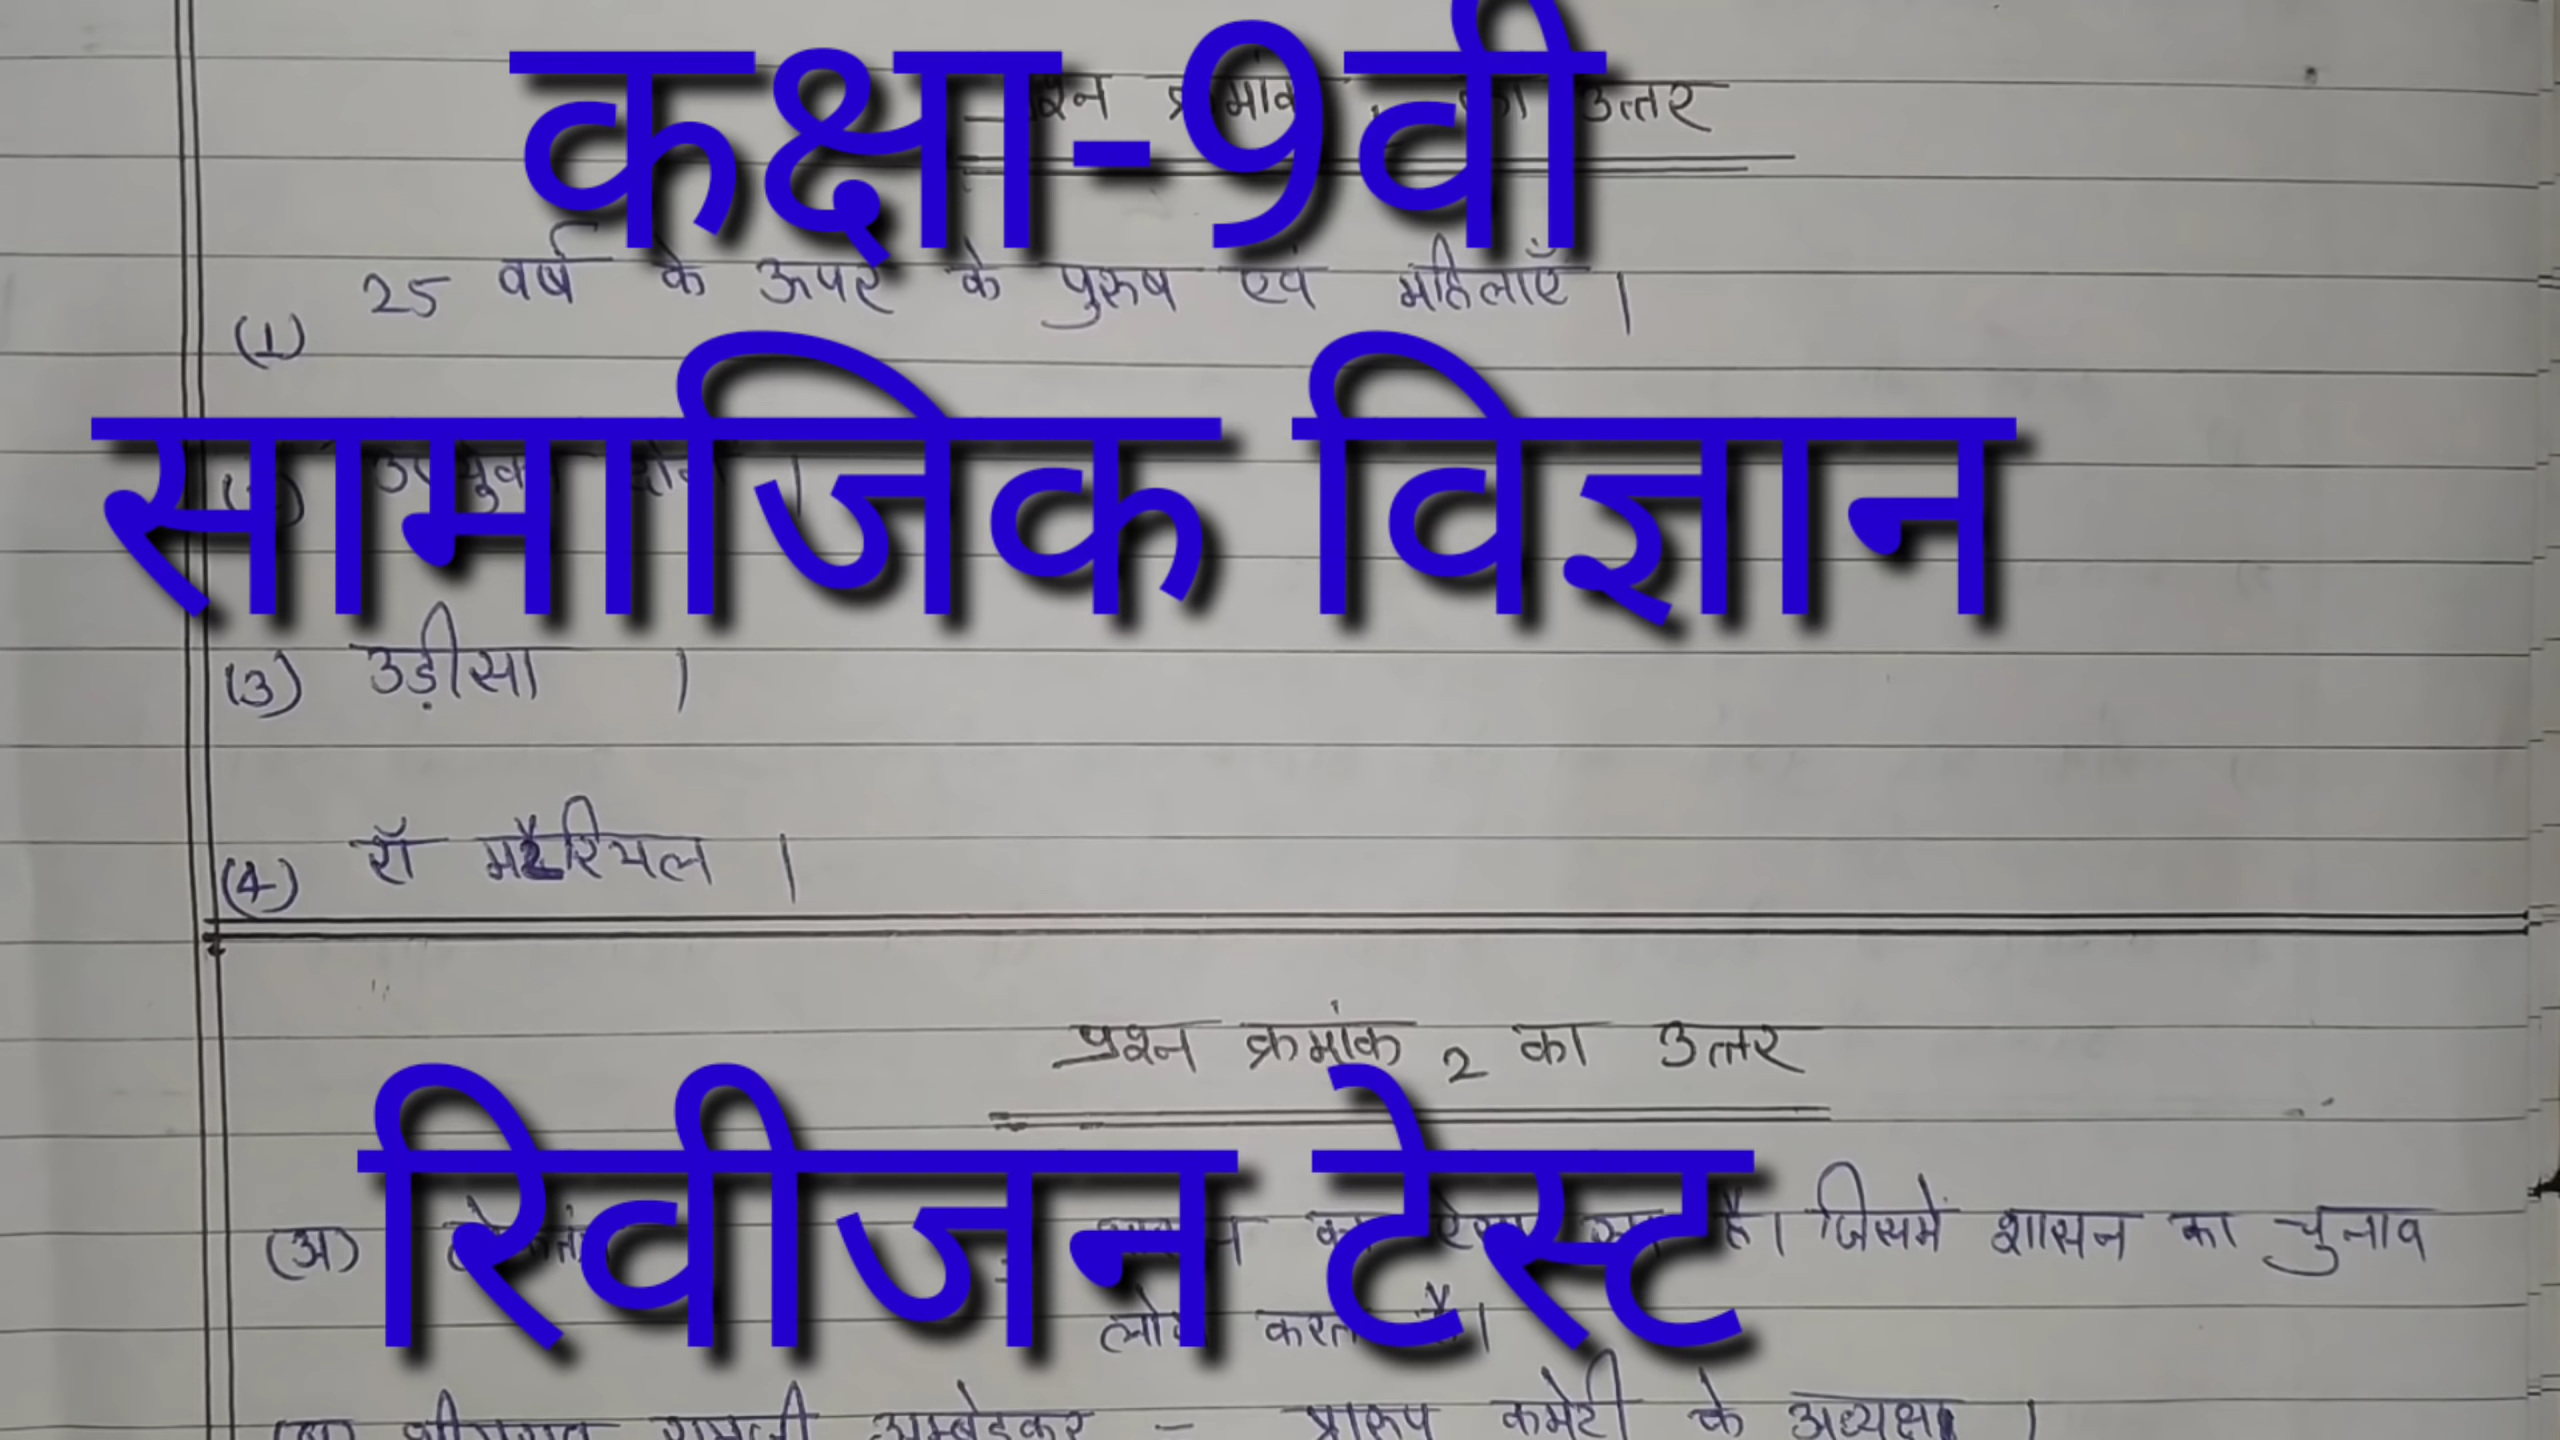 कक्षा-9वी
का उत्तर
(1) 25 वर्ष के ऊपर के पुरुष एवं महिलाएँ |
सामाजिक विज्ञान
(3) उड़ीसा |
(4) रॉ मटेरियल |
प्रश्न क्रमांक 2 का उत्तर
रिवीजन टेस्ट
(अ) है। जिसमें शासन का चुनाव
लोग करते है।
अम्बेडकर - प्रारूप कमेटी के अध्यक्ष |